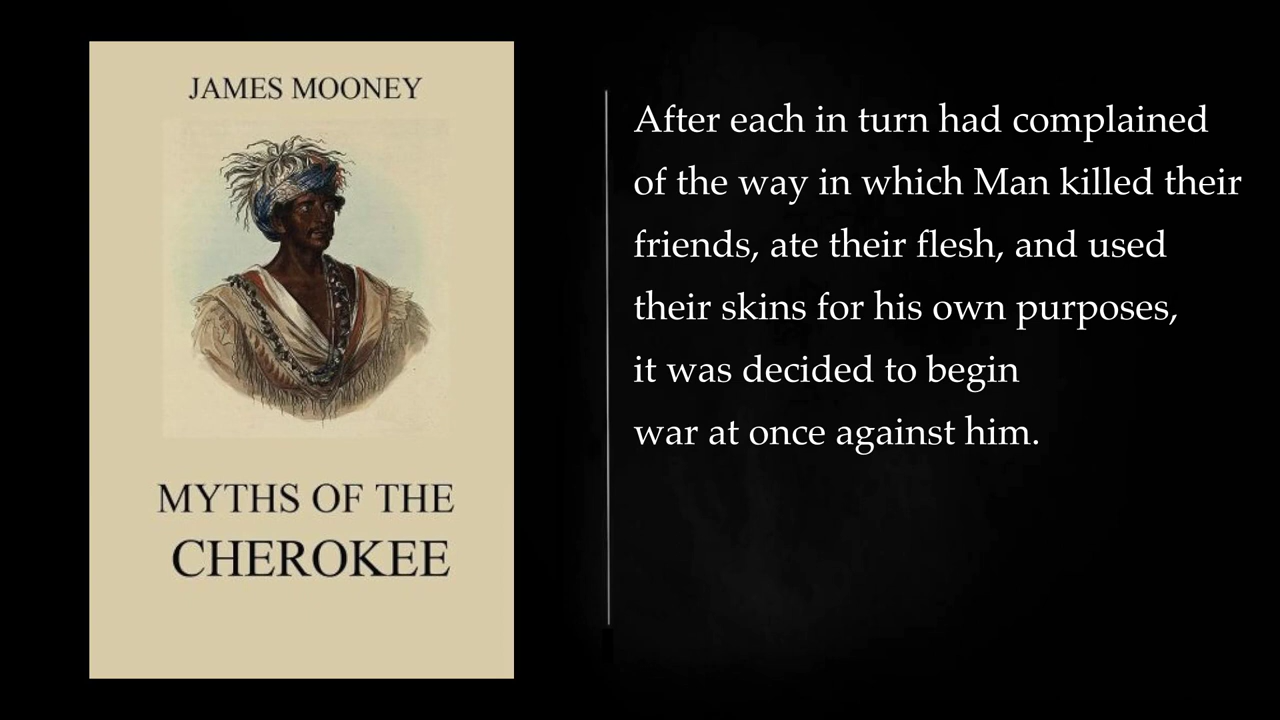 JAMES MOONEY
MYTHS OF THE
CHEROKEE
After each in turn had complained
of the way in which Man killed their
friends, ate their flesh, and used
their skins for his own purposes,
it was decided to begin
war at once against him.